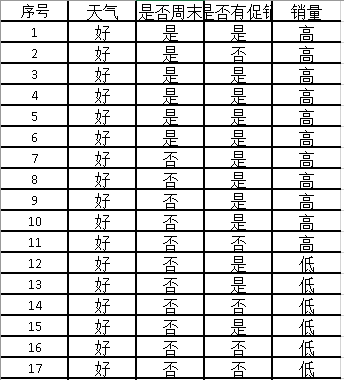 序号 天气 是否周末 是否有促销 销量
1 好 是 是 高
2 好 是 否 高
3 好 是 是 高
4 好 是 是 高
5 好 是 是 高
6 好 是 是 高
7 好 否 是 高
8 好 否 是 高
9 好 否 是 高
10 好 否 是 高
11 好 否 否 高
12 好 否 是 低
13 好 否 是 低
14 好 否 否 低
15 好 否 是 低
16 好 否 否 低
17 好 否 否 低